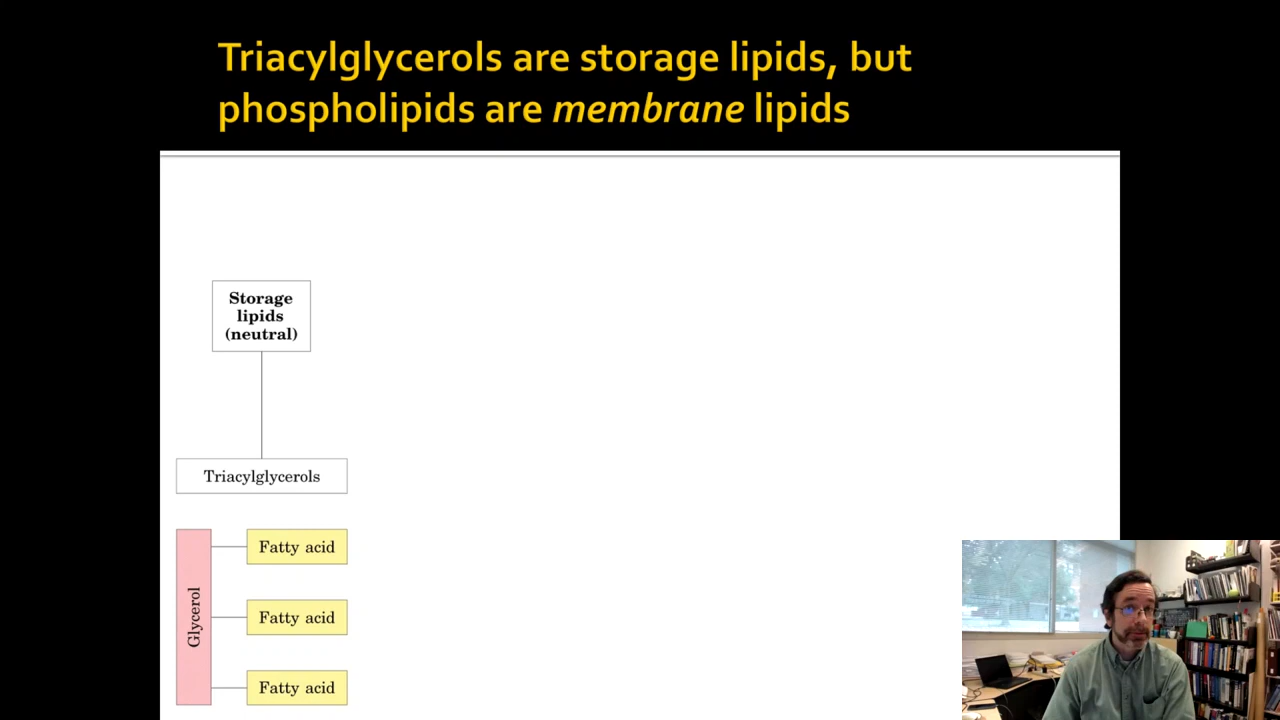 Triacylglycerols are storage lipids, but
phospholipids are membrane lipids
Storage
lipids
(neutral)
Triacylglycerols
Glycerol
Fatty acid
Fatty acid
Fatty acid